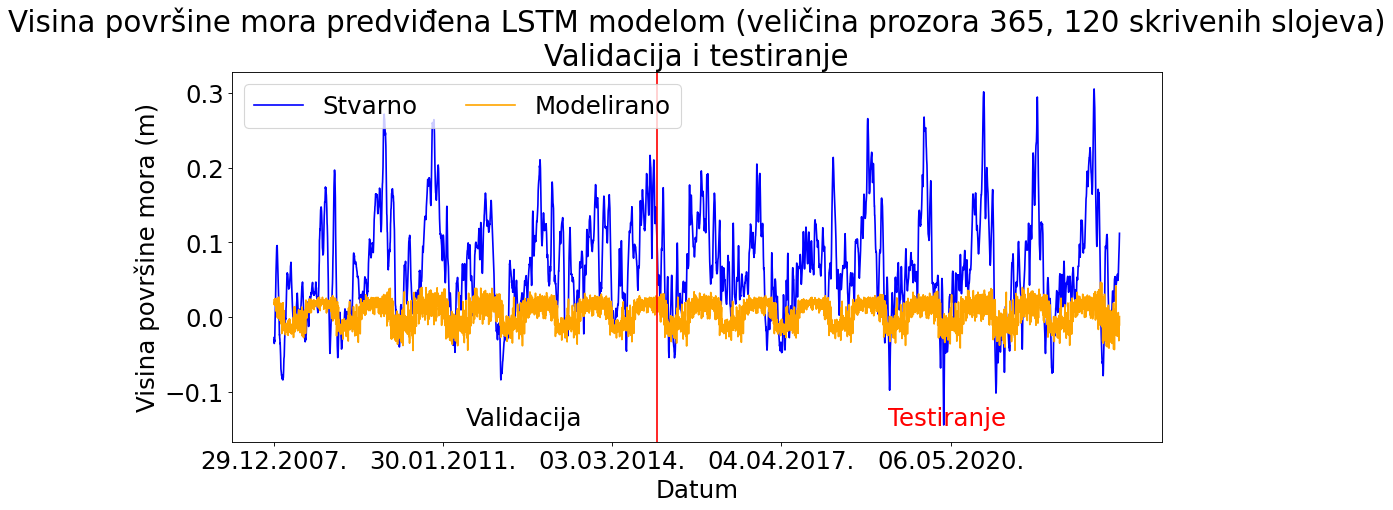 Visina površine mora predviđena LSTM modelom (veličina prozora 365, 120 skrivenih slojeva)
Validacija i testiranje
Stvarno
Modelirano
Visina površine mora (m)
0.3
0.2
0.1
0.0
−0.1
Validacija
Testiranje
29.12.2007.
30.01.2011.
03.03.2014.
04.04.2017.
06.05.2020.
Datum